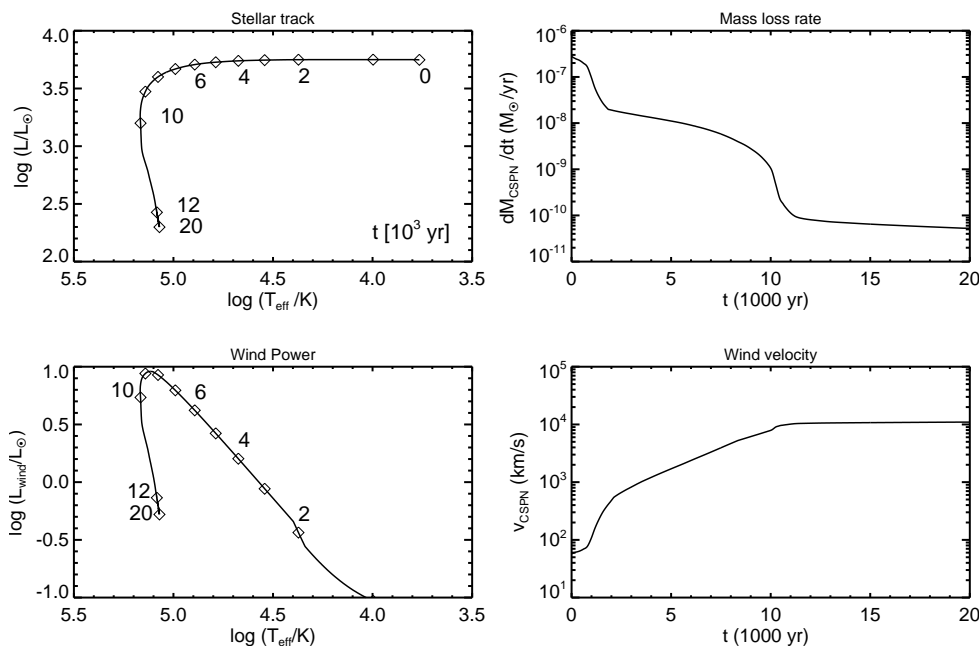 Stellar track
4.0
3.5
3.0
2.5
2.0
log (L/L☉)
6 4 2 0
10
12
20
t [10³ yr]
5.5 5.0 4.5 4.0 3.5
log (Teff /K)
Mass loss rate
10⁻⁶
10⁻⁷
10⁻⁸
10⁻⁹
10⁻¹⁰
10⁻¹¹
dM_CSPN /dt (M☉/yr)
0 5 10 15 20
t (1000 yr)
Wind Power
1.0
0.5
0.0
-0.5
-1.0
log (L_wind/L☉)
10 6
4
2
12
20
5.5 5.0 4.5 4.0 3.5
log (T_eff/K)
Wind velocity
10⁵
10⁴
10³
10²
10¹
v_CSPN (km/s)
0 5 10 15 20
t (1000 yr)